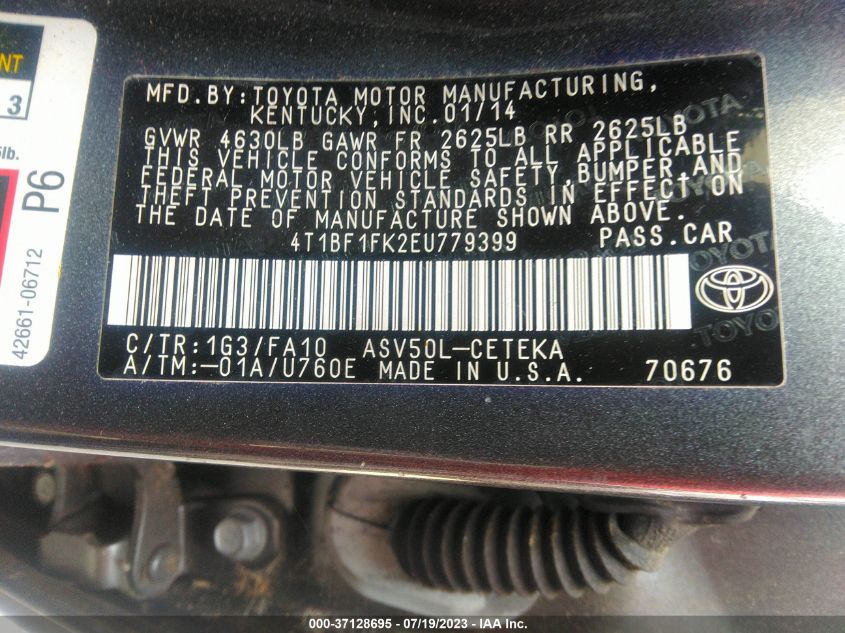 NT
3
lb.
P6
42661-06712
MFD.BY:TOYOTA MOTOR MANUFACTURING,
KENTUCKY,INC.01/14
GVWR 4630LB GAWR FR 2625LB RR 2625LB
THIS VEHICLE CONFORMS TO ALL APPLICABLE
FEDERAL MOTOR VEHICLE SAFETY,BUMPER,AND
THEFT PREVENTION STANDARDS IN EFFECT ON
THE DATE OF MANUFACTURE SHOWN ABOVE.
4T1BF1FK2EU779399 PASS.CAR
C/TR:1G3/FA10 ASV50L-CETEKA
A/TM:-01A/U760E MADE IN U.S.A. 70676
TOYOTA
000-37128695 - 07/19/2023 - IAA Inc.